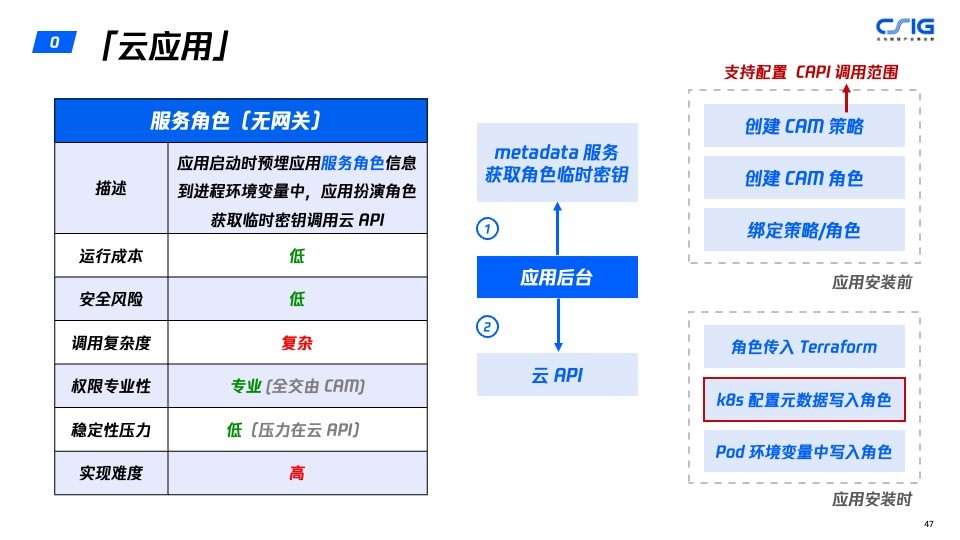 0
「云应用」
CSIG
云与智慧产业事业群
服务角色（无网关）
描述
应用启动时预埋应用服务角色信息
到进程环境变量中，应用扮演角色
获取临时密钥调用云 API
运行成本
低
安全风险
低
调用复杂度
复杂
权限专业性
专业 (全交由 CAM)
稳定性压力
低（压力在云 API）
实现难度
高
metadata 服务
获取角色临时密钥
1
应用后台
2
云 API
支持配置 CAPI 调用范围
创建 CAM 策略
创建 CAM 角色
绑定策略/角色
应用安装前
角色传入 Terraform
k8s 配置元数据写入角色
Pod 环境变量中写入角色
应用安装时
47